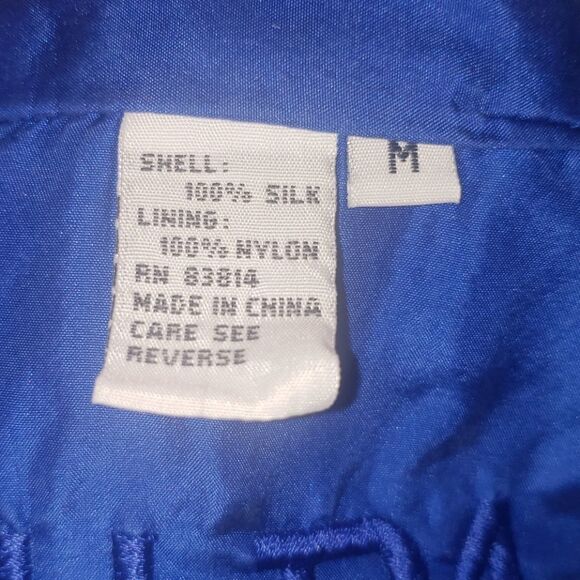 SHELL:
100% SILK
LINING:
100% NYLON
RN 83814
MADE IN CHINA
CARE SEE
REVERSE
M